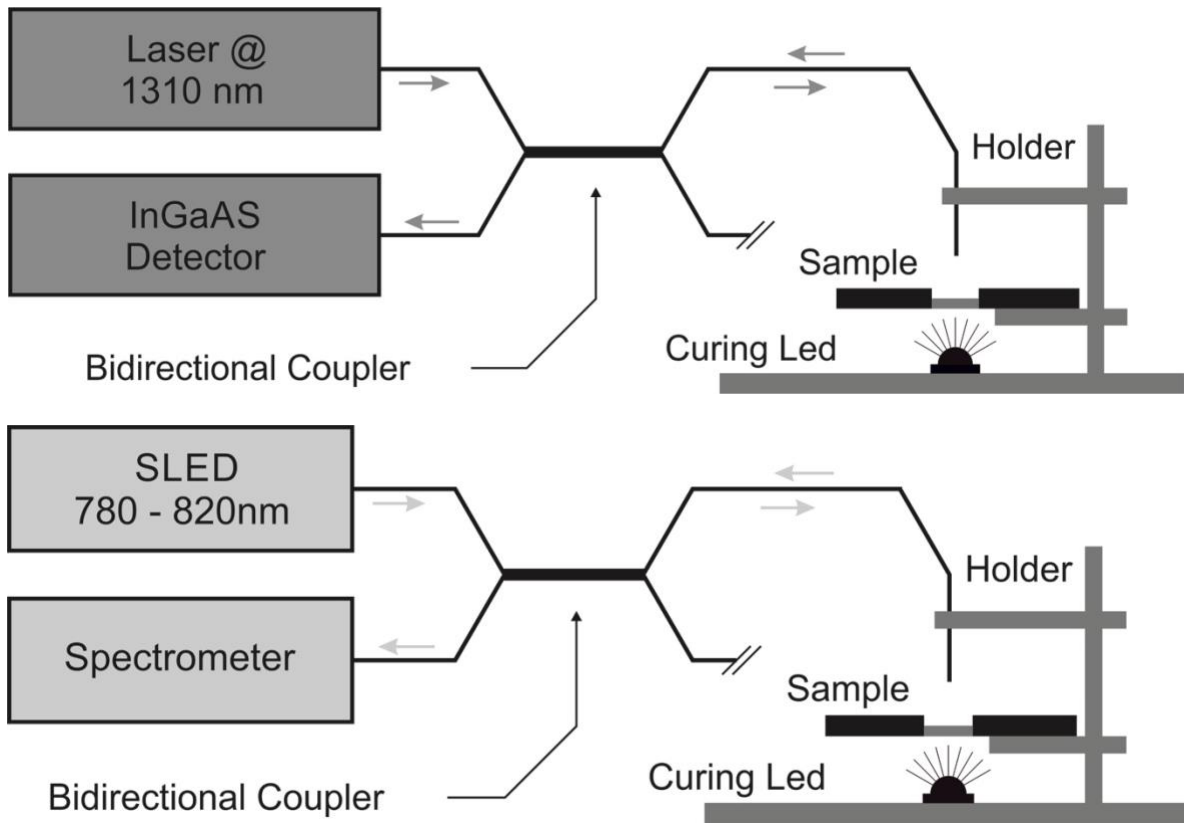 Laser @
1310 nm
Holder
InGaAS
Detector
Sample
Curing Led
Bidirectional Coupler
SLED
780 - 820nm
Holder
Spectrometer
Sample
Curing Led
Bidirectional Coupler